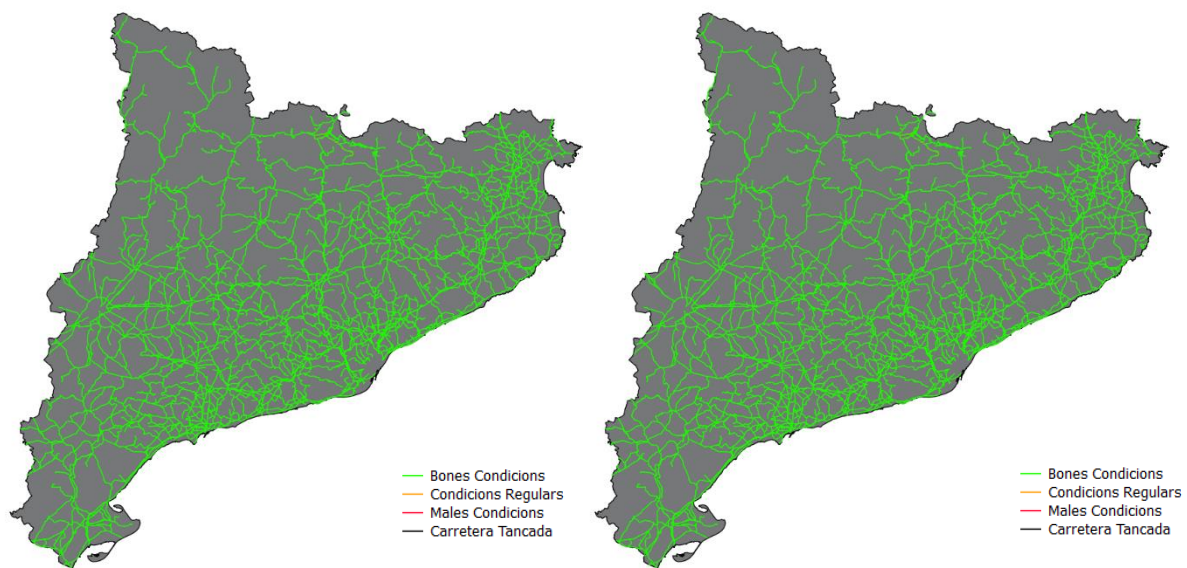 Bones Condicions
Condicions Regulars
Males Condicions
Carretera Tancada
Bones Condicions
Condicions Regulars
Males Condicions
Carretera Tancada